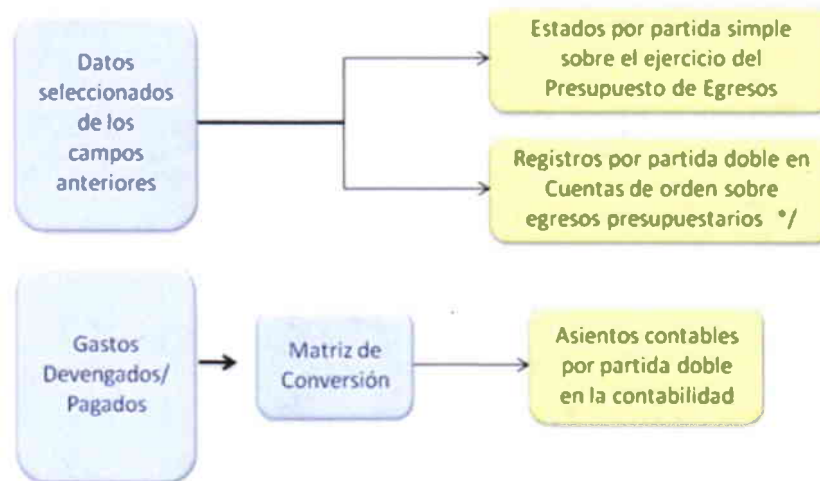 Datos
seleccionados
de los
campos
anteriores
Estados por partida simple
sobre el ejercicio del
Presupuesto de Egresos
Registros por partida doble en
Cuentas de orden sobre
egresos presupuestarios */
Gastos
Devengados/
Pagados
Matriz de
Conversión
Asientos contables
por partida doble
en la contabilidad